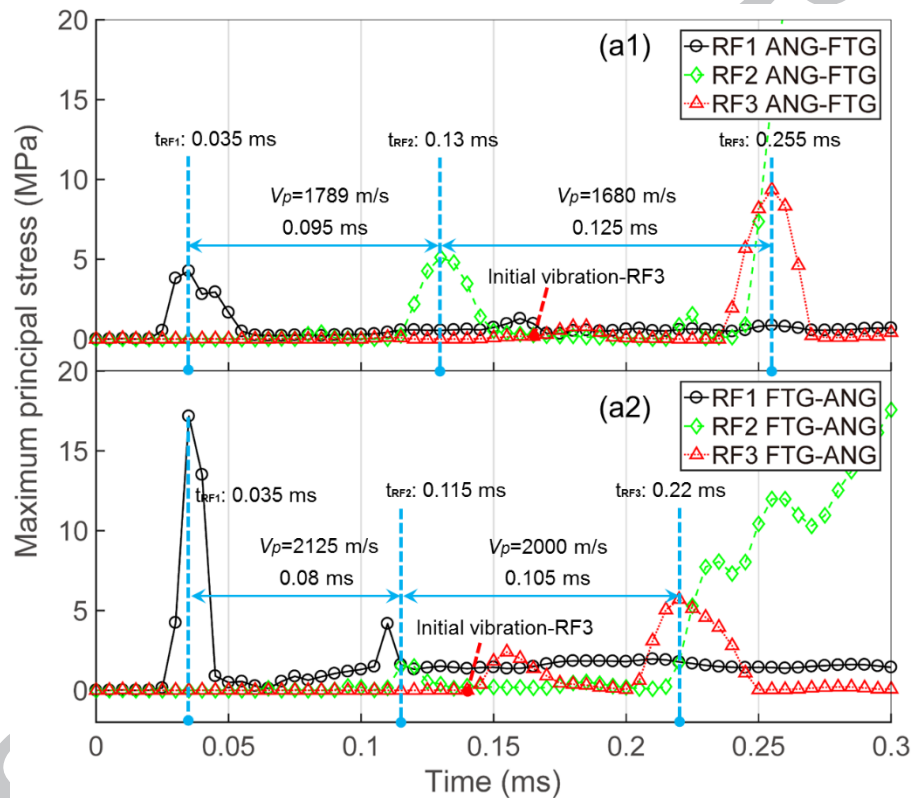 Maximum principal stress (MPa)
20
15
10
5
0
(a1)
RF1 ANG-FTG
RF2 ANG-FTG
RF3 ANG-FTG
tRF1: 0.035 ms
tRF2: 0.13 ms
tRF3: 0.255 ms
Vp=1789 m/s
0.095 ms
Vp=1680 m/s
0.125 ms
Initial vibration-RF3
20
15
10
5
0
(a2)
RF1 FTG-ANG
RF2 FTG-ANG
RF3 FTG-ANG
tRF1: 0.035 ms
tRF2: 0.115 ms
tRF3: 0.22 ms
Vp=2125 m/s
0.08 ms
Vp=2000 m/s
0.105 ms
Initial vibration-RF3
0 0.05 0.1 0.15 0.2 0.25 0.3
Time (ms)